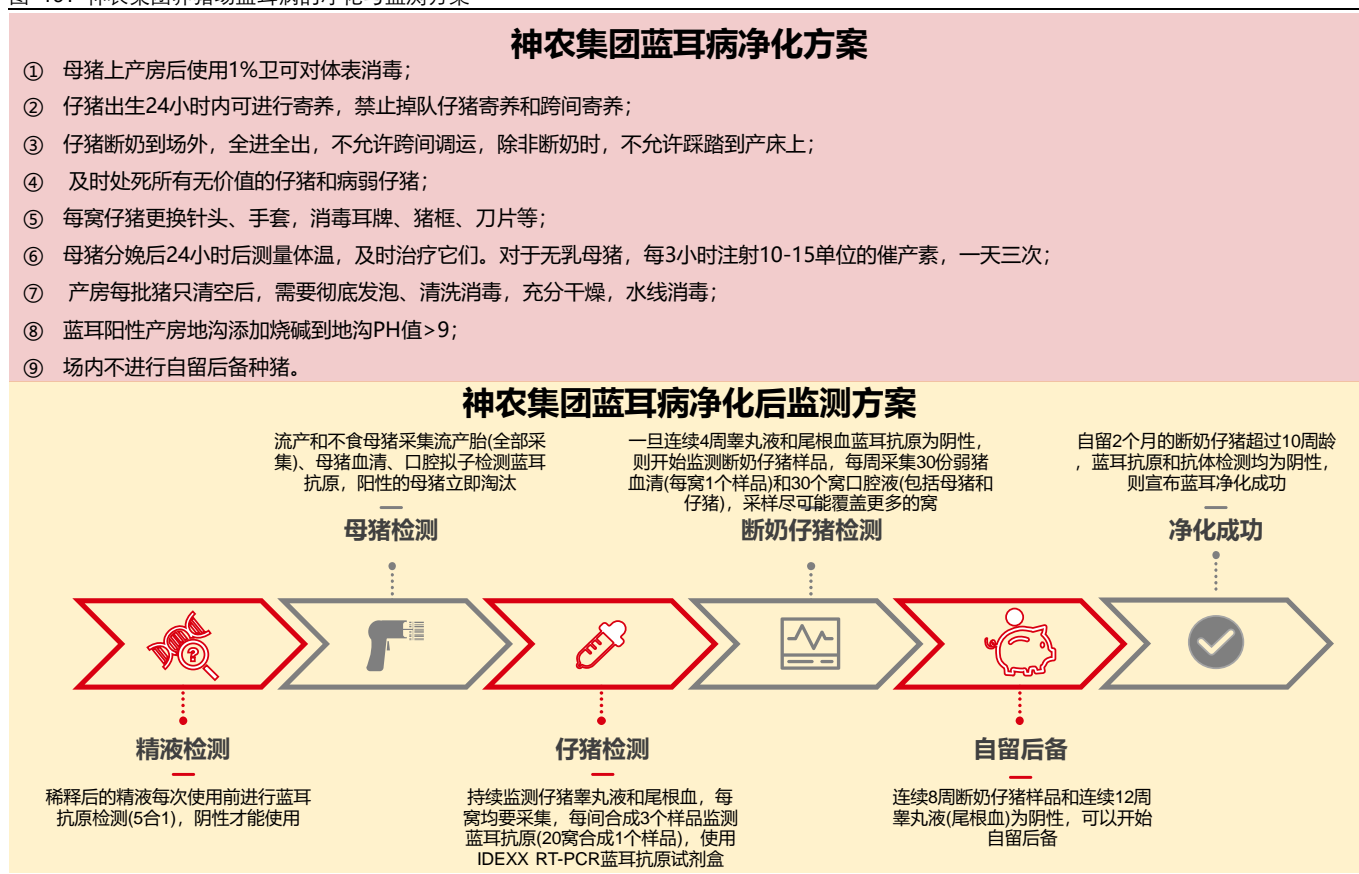 神农集团蓝耳病净化方案
① 母猪上产房后使用1%卫可对体表消毒；
② 仔猪出生24小时内可进行寄养，禁止掉队仔猪寄养和跨间寄养；
③ 仔猪断奶到场外，全进全出，不允许跨间调运，除非断奶时，不允许踩踏到产床上；
④ 及时处死所有无价值的仔猪和病弱仔猪；
⑤ 每窝仔猪更换针头、手套，消毒耳牌、猪框、刀片等；
⑥ 母猪分娩后24小时后测量体温，及时治疗它们。对于无乳母猪，每3小时注射10-15单位的催产素，一天三次；
⑦ 产房每批猪只清空后，需要彻底发泡、清洗消毒，充分干燥，水线消毒；
⑧ 蓝耳阳性产房地沟添加烧碱到地沟PH值>9；
⑨ 场内不进行自留后备种猪。
神农集团蓝耳病净化后监测方案
流产和不食母猪采集流产胎(全部采
集)、母猪血清、口腔拟子检测蓝耳
抗原，阳性的母猪立即淘汰
母猪检测
一旦连续4周睾丸液和尾根血蓝耳抗原为阴性，
则开始监测断奶仔猪样品，每周采集30份弱猪
血清(每窝1个样品)和30个窝口腔液(包括母猪和
仔猪)，采样尽可能覆盖更多的窝
断奶仔猪检测
自留2个月的断奶仔猪超过10周龄
，蓝耳抗原和抗体检测均为阴性，
则宣布蓝耳净化成功
净化成功
精液检测
稀释后的精液每次使用前进行蓝耳
抗原检测(5合1)，阴性才能使用
仔猪检测
持续监测仔猪睾丸液和尾根血，每
窝均要采集，每间合成3个样品监测
蓝耳抗原(20窝合成1个样品)，使用
IDEXX RT-PCR蓝耳抗原试剂盒
自留后备
连续8周断奶仔猪样品和连续12周
睾丸液(尾根血)为阴性，可以开始
自留后备